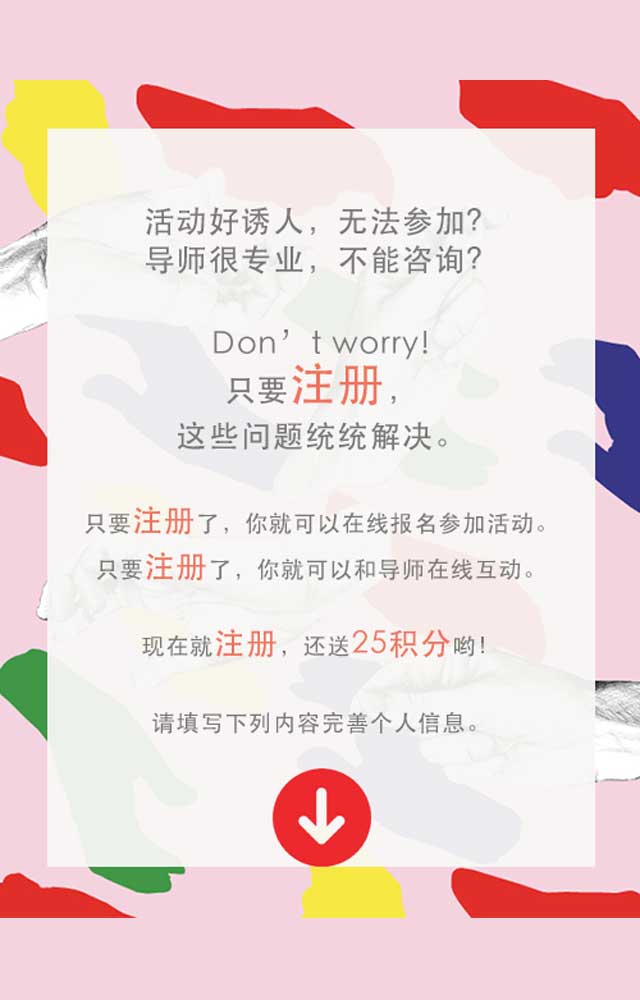 活动好诱人，无法参加？
导师很专业，不能咨询？
Don't worry!
只要注册，
这些问题统统解决。
只要注册了，你就可以在线报名参加活动。
只要注册了，你就可以和导师在线互动。
现在就注册，还送25积分哟！
请填写下列内容完善个人信息。